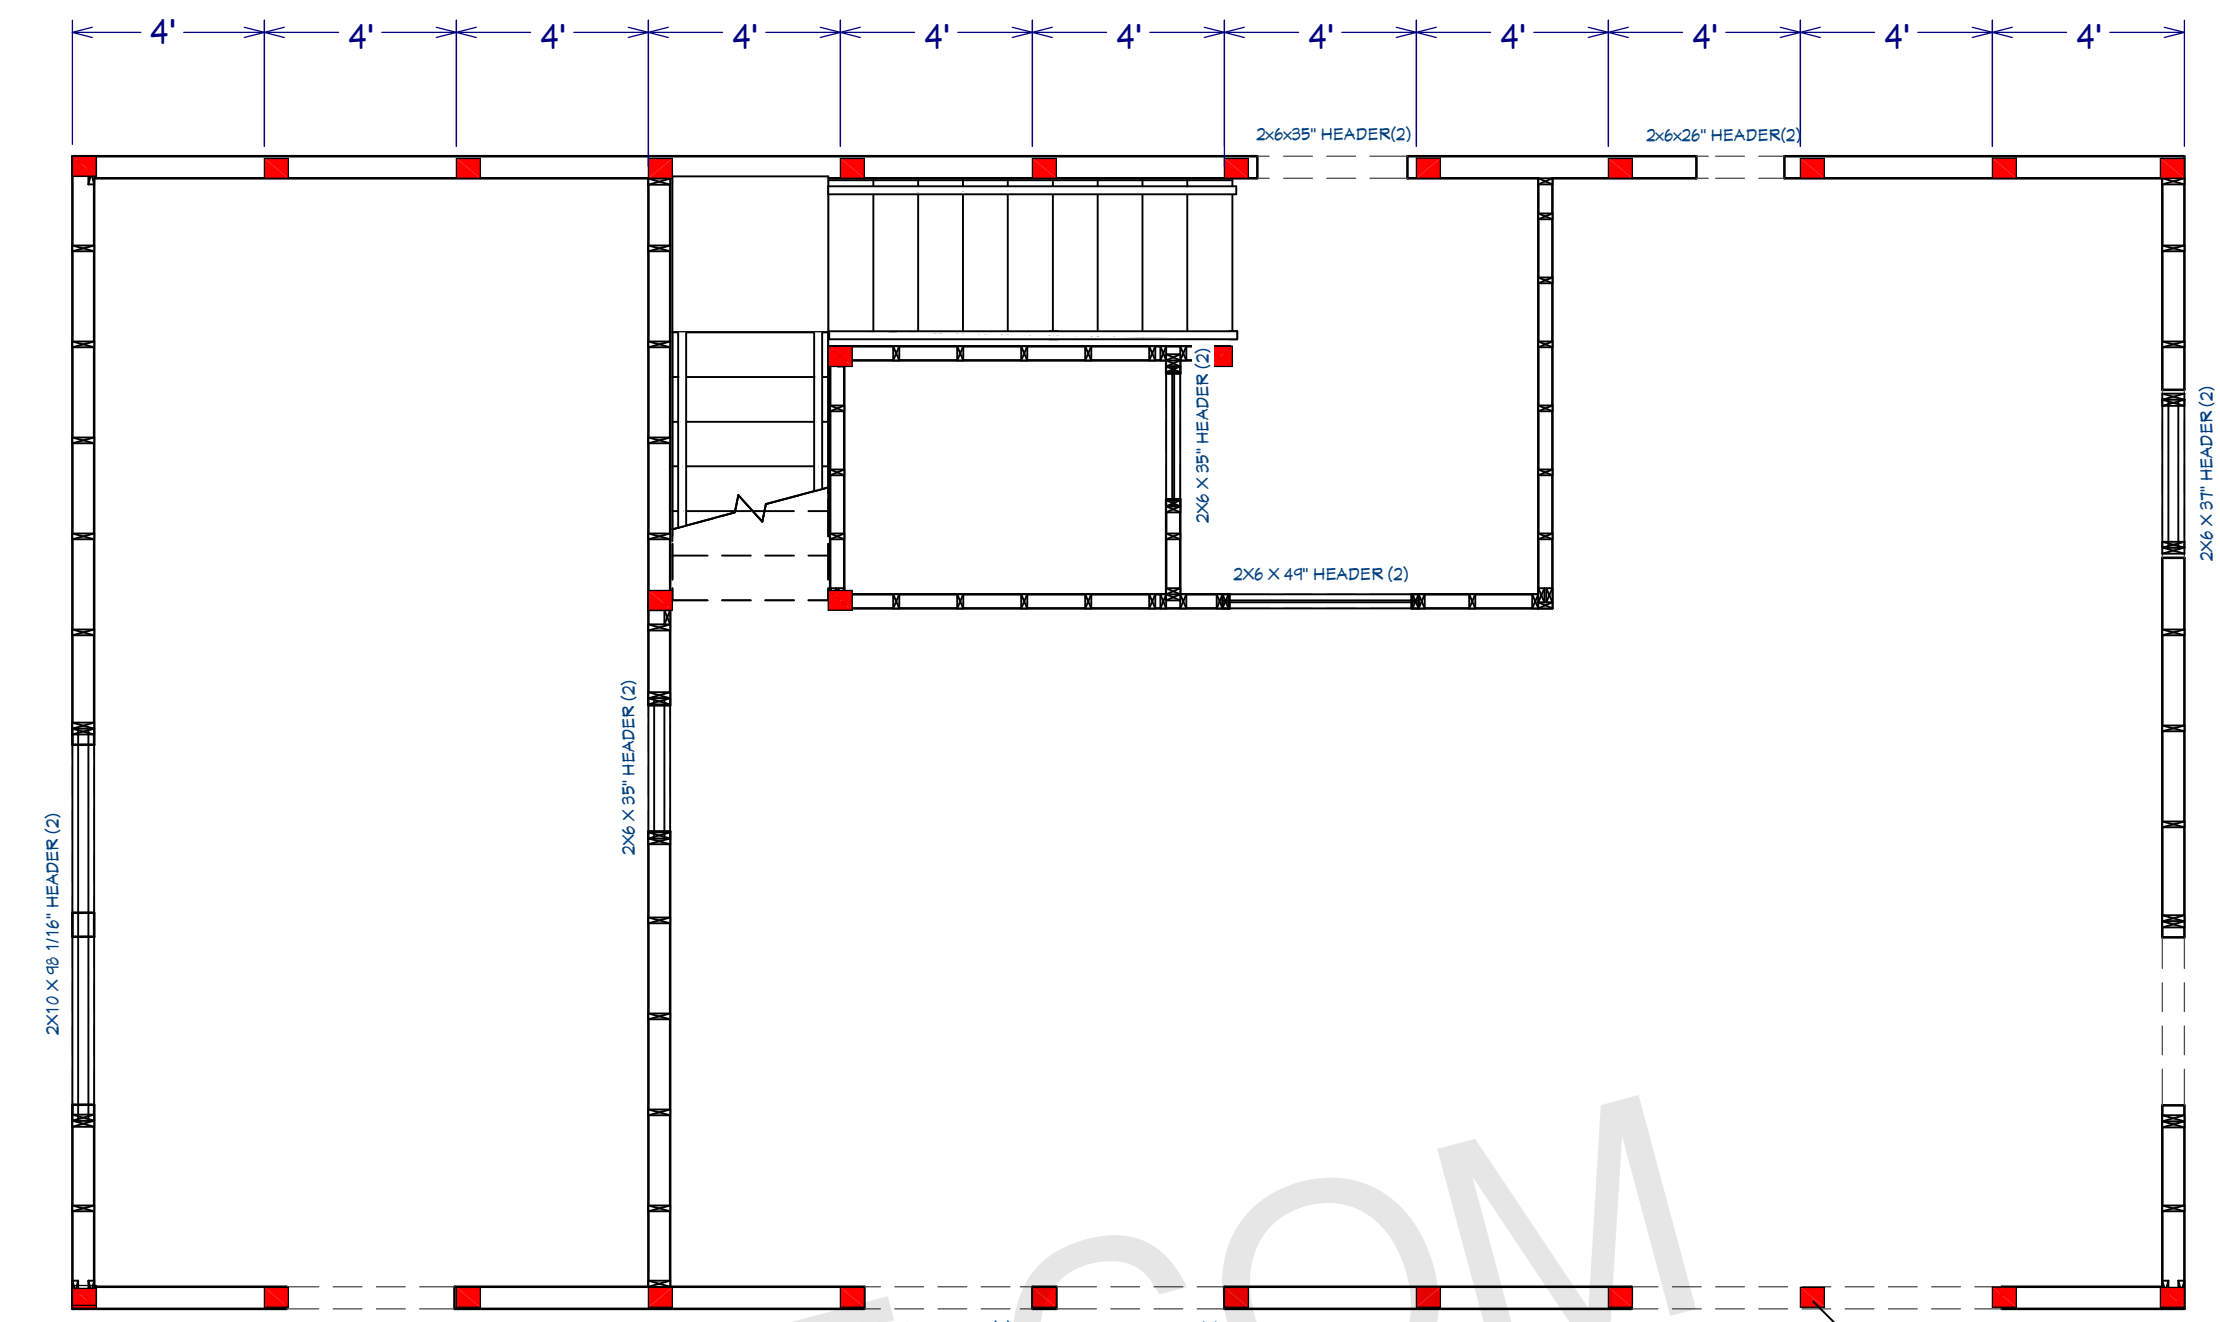 4' 4' 4' 4' 4' 4' 4' 4' 4' 4' 4'
2x6x35" HEADER(2)
2x6x26" HEADER(2)
2X6 X 35" HEADER (2)
2X6 X 37" HEADER (2)
2X6 X 49" HEADER (2)
2X6 X 35" HEADER (2)
2X10 X 98 1/16" HEADER (2)
COM